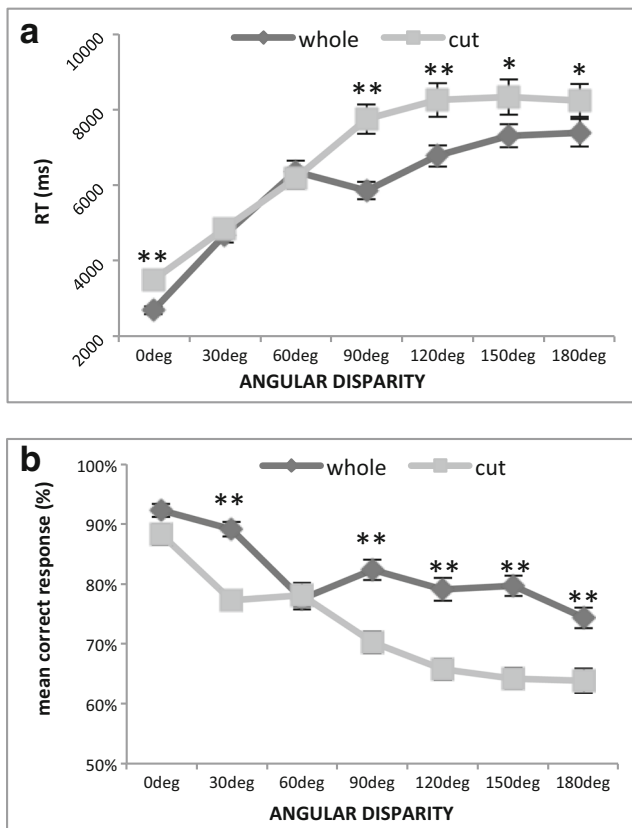 a
whole cut
10000
8000
6000
4000
2000
RT (ms)
** ** ** * *
0deg 30deg 60deg 90deg 120deg 150deg 180deg
ANGULAR DISPARITY
b
whole cut
100%
90%
80%
70%
60%
50%
mean correct response (%)
** ** ** ** **
0deg 30deg 60deg 90deg 120deg 150deg 180deg
ANGULAR DISPARITY